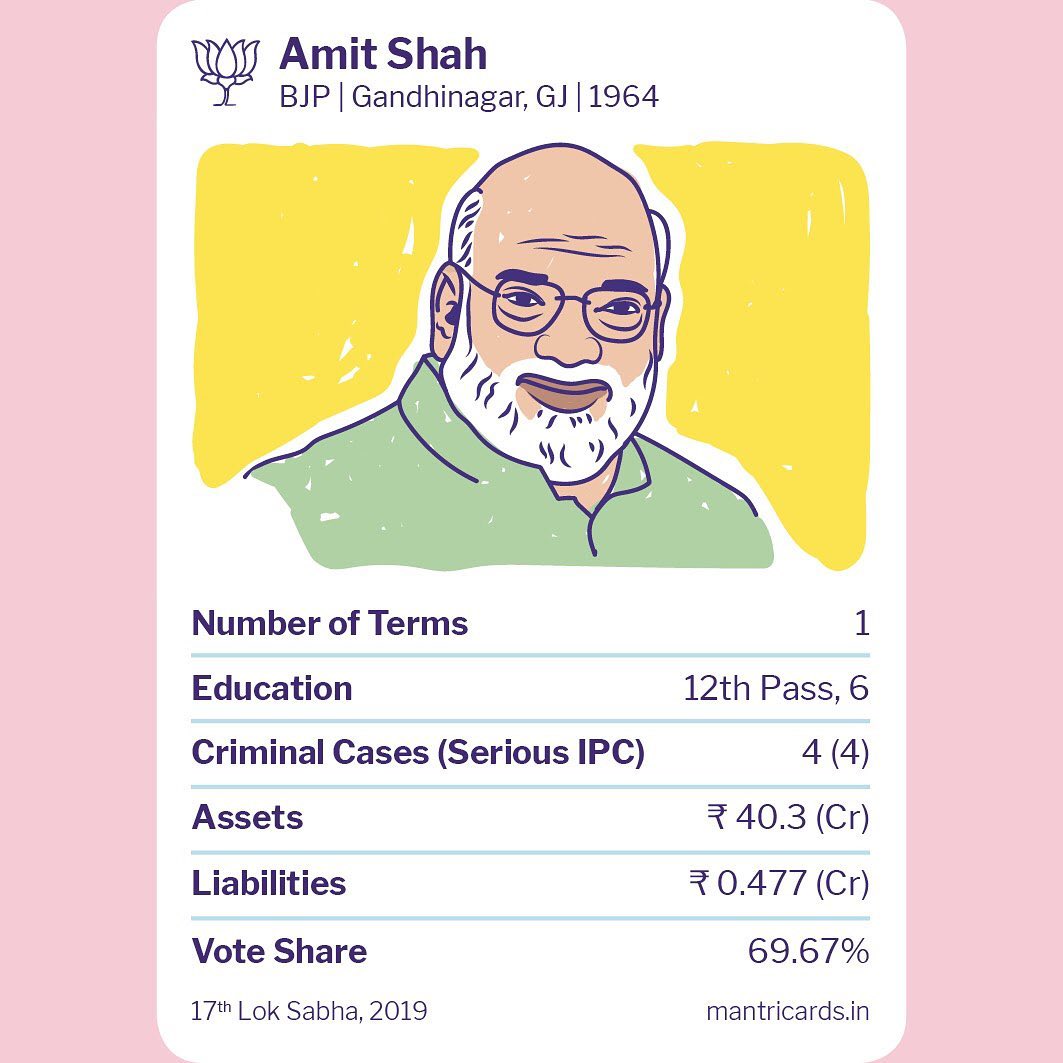 Amit Shah
BJP | Gandhinagar, GJ | 1964
Number of Terms 1
Education 12th Pass, 6
Criminal Cases (Serious IPC) 4 (4)
Assets ₹ 40.3 (Cr)
Liabilities ₹ 0.477 (Cr)
Vote Share 69.67%
17th Lok Sabha, 2019 mantricards.in